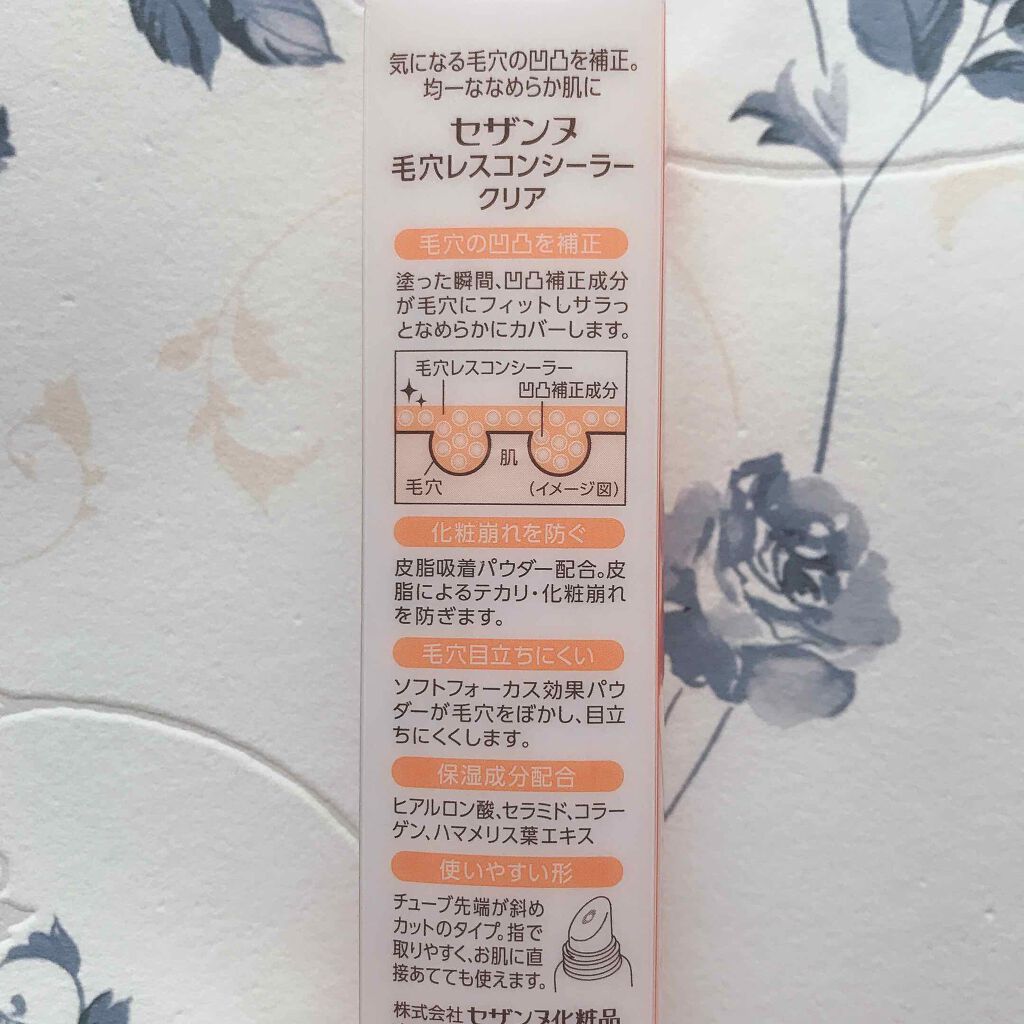 気になる毛穴の凹凸を補正。
均一ななめらか肌に
セザンヌ
毛穴レスコンシーラー
クリア
毛穴の凹凸を補正
塗った瞬間、凹凸補正成分
が毛穴にフィットしサラっ
となめらかにカバーします。
毛穴レスコンシーラー
凹凸補正成分
肌
毛穴
(イメージ図)
化粧崩れを防ぐ
皮脂吸着パウダー配合。皮
脂によるテカリ・化粧崩れ
を防ぎます。
毛穴目立ちにくい
ソフトフォーカス効果パウ
ダーが毛穴をぼかし、目立
ちにくくします。
保湿成分配合
ヒアルロン酸、セラミド、コラー
ゲン、ハマメリス葉エキス
使いやすい形
チューブ先端が斜め
カットのタイプ。指で
取りやすく、お肌に直
接あてても使えます。
株式会社 セザンヌ化粧品